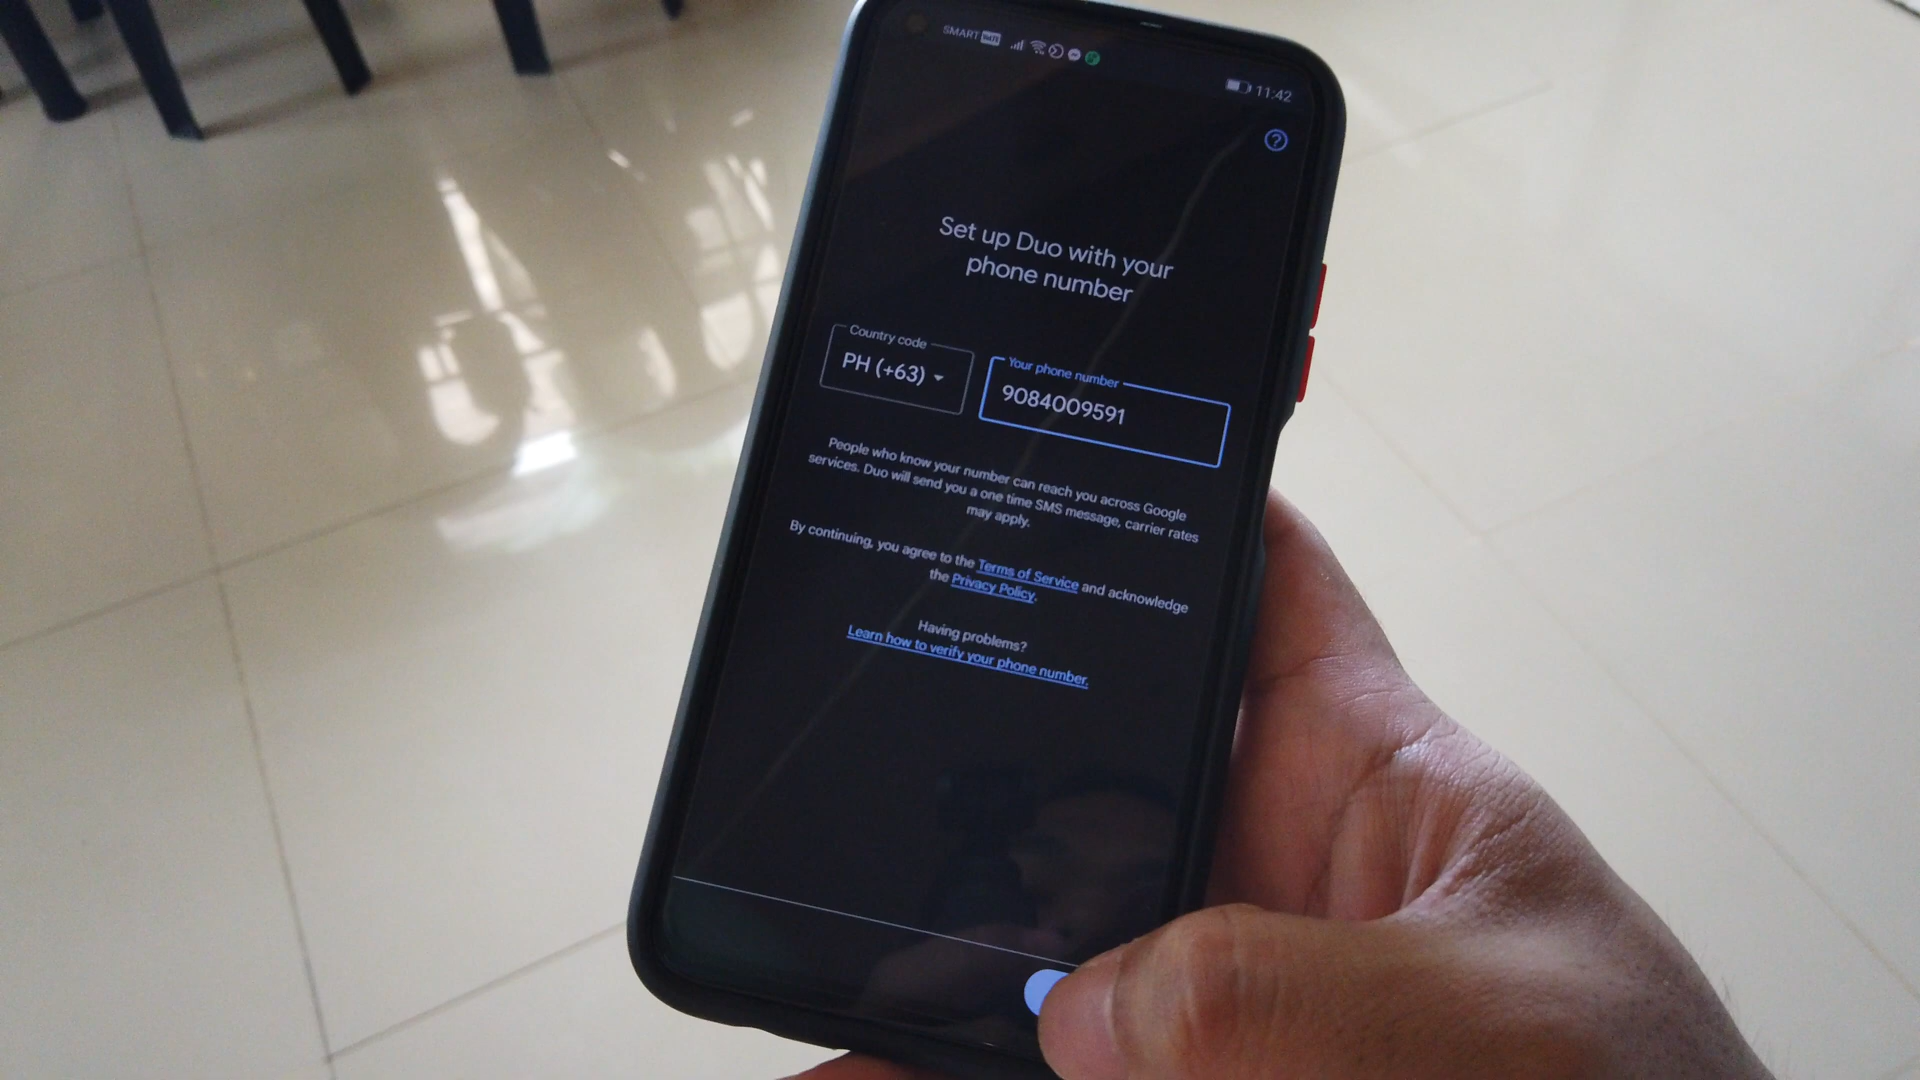 SMART VoLTE
11:42
Set up Duo with your
phone number
Country code
PH (+63)
Your phone number
9084009591
People who know your number can reach you across Google
services. Duo will send you a one time SMS message, carrier rates
may apply.
By continuing, you agree to the Terms of Service and acknowledge
the Privacy Policy.
Having problems?
Learn how to verify your phone number.